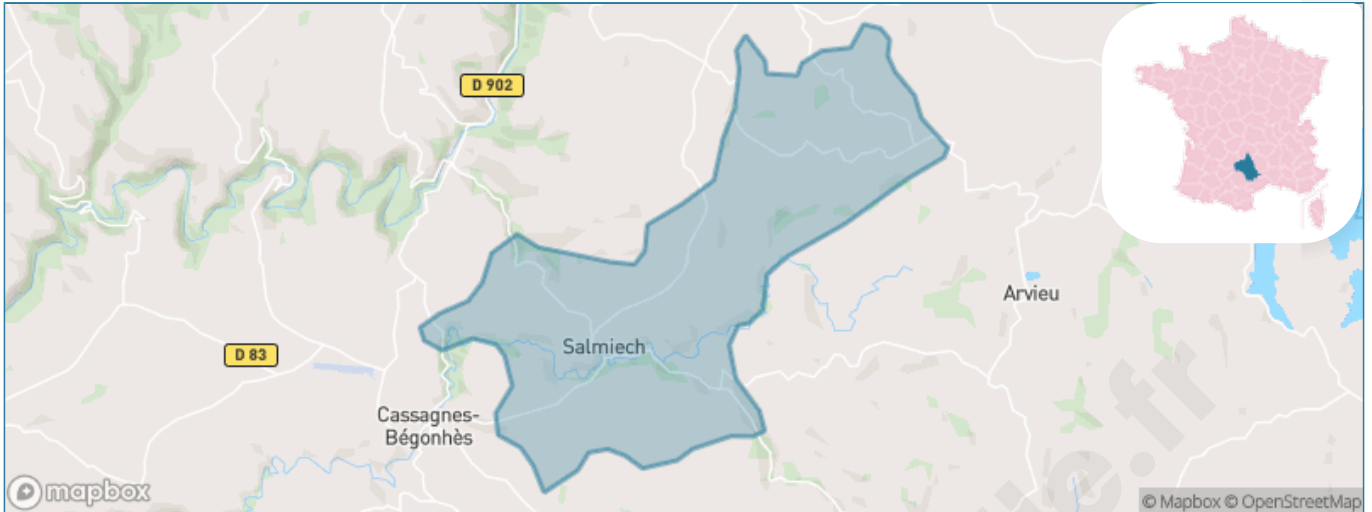 D 902
Arvieu
Salmiech
D 83
Cassagnes-
Bégonhès
mapbox
© Mapbox © OpenStreetMap